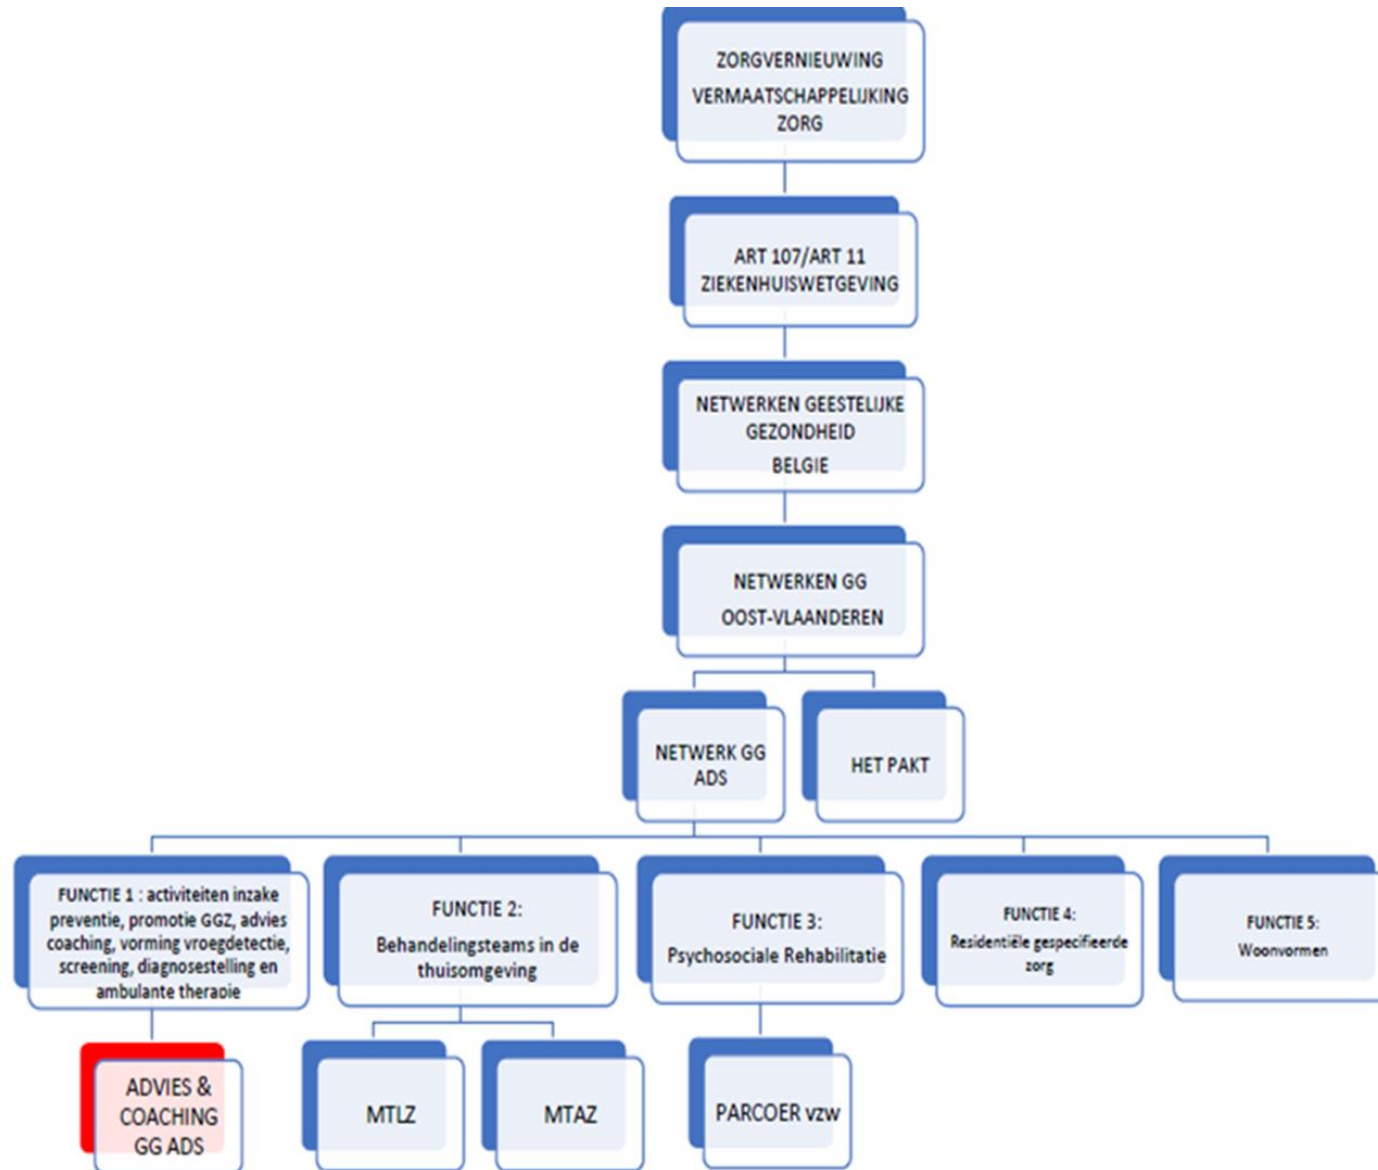 ZORGVERNIEUWING
VERMAATSCHAPPELIJKING
ZORG
ART 107/ART 11
ZIEKENHUISWETGEVING
NETWERKEN GEESTELIJKE
GEZONDHEID
BELGIE
NETWERKEN GG
OOST-VLAANDEREN
NETWERK GG
ADS
HET PAKT
FUNCTIE 1 : activiteiten inzake
preventie, promotie GGZ, advies
coaching, vorming vroegdetectie,
screening, diagnosestelling en
ambulante therapie
FUNCTIE 2:
Behandelingsteams in de
thuisomgeving
FUNCTIE 3:
Psychosociale Rehabilitatie
FUNCTIE 4:
Residentiële gespecifieerde
zorg
FUNCTIE 5:
Woonvormen
ADVIES &
COACHING
GG ADS
MTLZ
MTAZ
PARCOER vzw